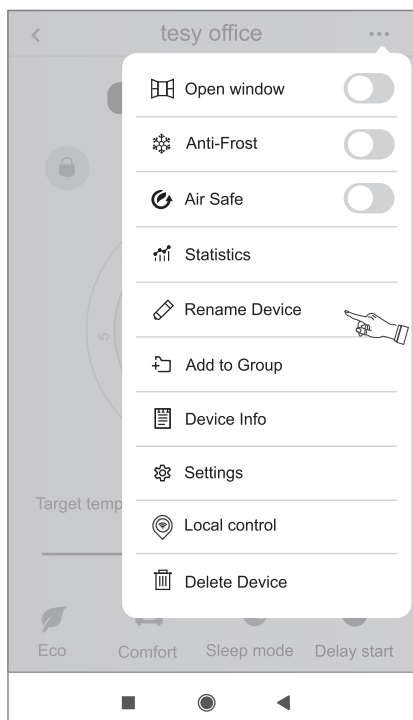 tesy office
Open window
Anti-Frost
Air Safe
Statistics
Rename Device
5
Add to Group
Device Info
Settings
Target temp
Local control
Delete Device
Eco Comfort Sleep mode Delay start